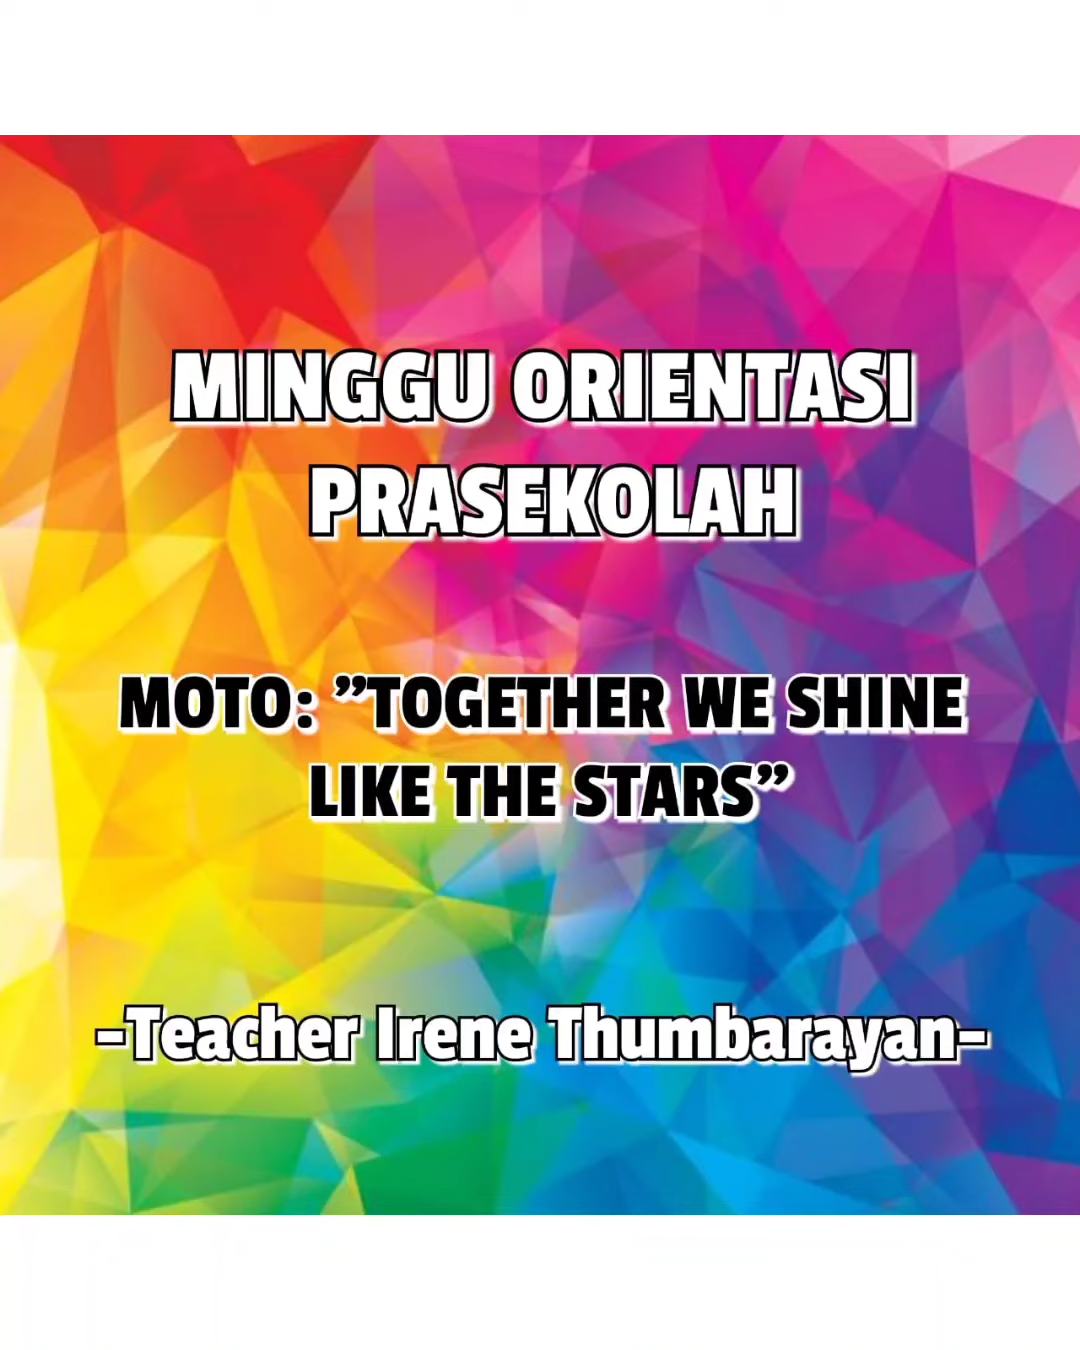 MINGGU ORIENTASI
PRASEKOLAH
MOTO: ”TOGETHER WE SHINE
LIKE THE STARS”
-Teacher Irene Thumbarayan-